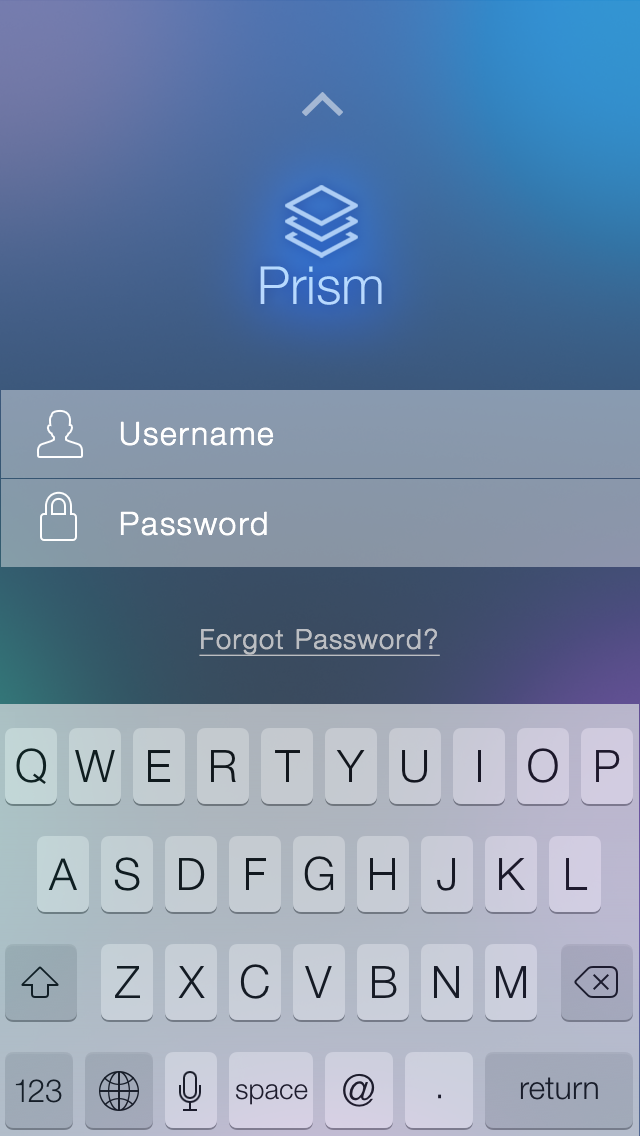 Prism
Username
Password
Forgot Password?
Q W E R T Y U I O P
A S D F G H J K L
Z X C V B N M
123 space @ . return